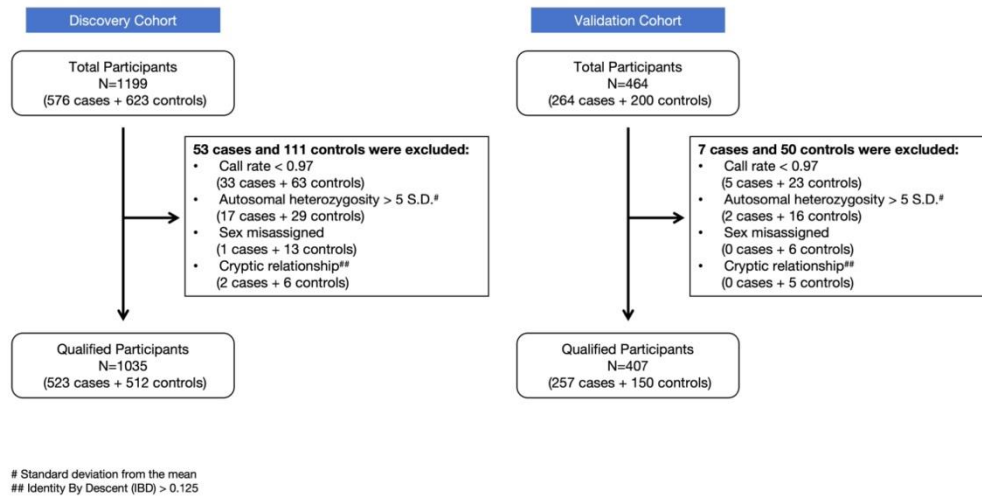 Discovery Cohort
Total Participants
N=1199
(576 cases + 623 controls)
53 cases and 111 controls were excluded:
• Call rate < 0.97
(33 cases + 63 controls)
• Autosomal heterozygosity > 5 S.D.#
(17 cases + 29 controls)
• Sex misassigned
(1 cases + 13 controls)
• Cryptic relationship##
(2 cases + 6 controls)
Qualified Participants
N=1035
(523 cases + 512 controls)
Validation Cohort
Total Participants
N=464
(264 cases + 200 controls)
7 cases and 50 controls were excluded:
• Call rate < 0.97
(5 cases + 23 controls)
• Autosomal heterozygosity > 5 S.D.#
(2 cases + 16 controls)
• Sex misassigned
(0 cases + 6 controls)
• Cryptic relationship##
(0 cases + 5 controls)
Qualified Participants
N=407
(257 cases + 150 controls)
# Standard deviation from the mean
## Identity By Descent (IBD) > 0.125